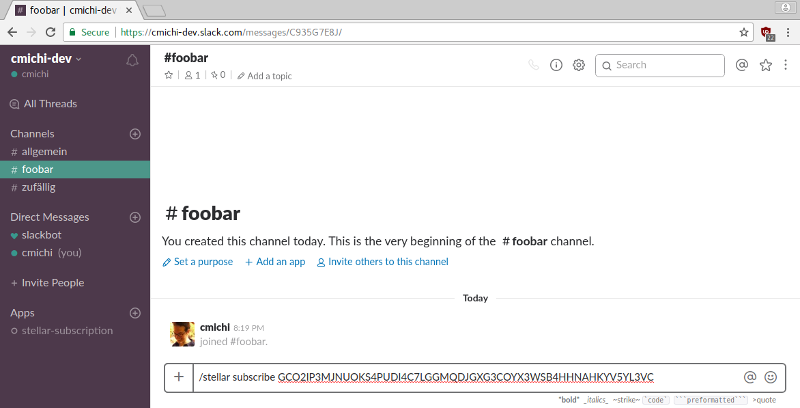 foobar | cmichi-dev
Secure https://cmichi-dev.slack.com/messages/C935G7E8J/
12
cmichi-dev
cmichi
All Threads
Channels
# allgemein
# foobar
# zufällig
Direct Messages
slackbot
cmichi (you)
+ Invite People
Apps
stellar-subscription
#foobar
1 | 0 | Add a topic
Search
# foobar
You created this channel today. This is the very beginning of the # foobar channel.
Set a purpose + Add an app Invite others to this channel
Today
cmichi 8:19 PM
joined #foobar.
/stellar subscribe GCO2IP3MJNUOKS4PUDI4C7LGGMQDJGXG3COYX3WSB4HHNAHKYV5YL3VC
*bold* _italics_ ~strike~ `code` ```preformatted``` >quote